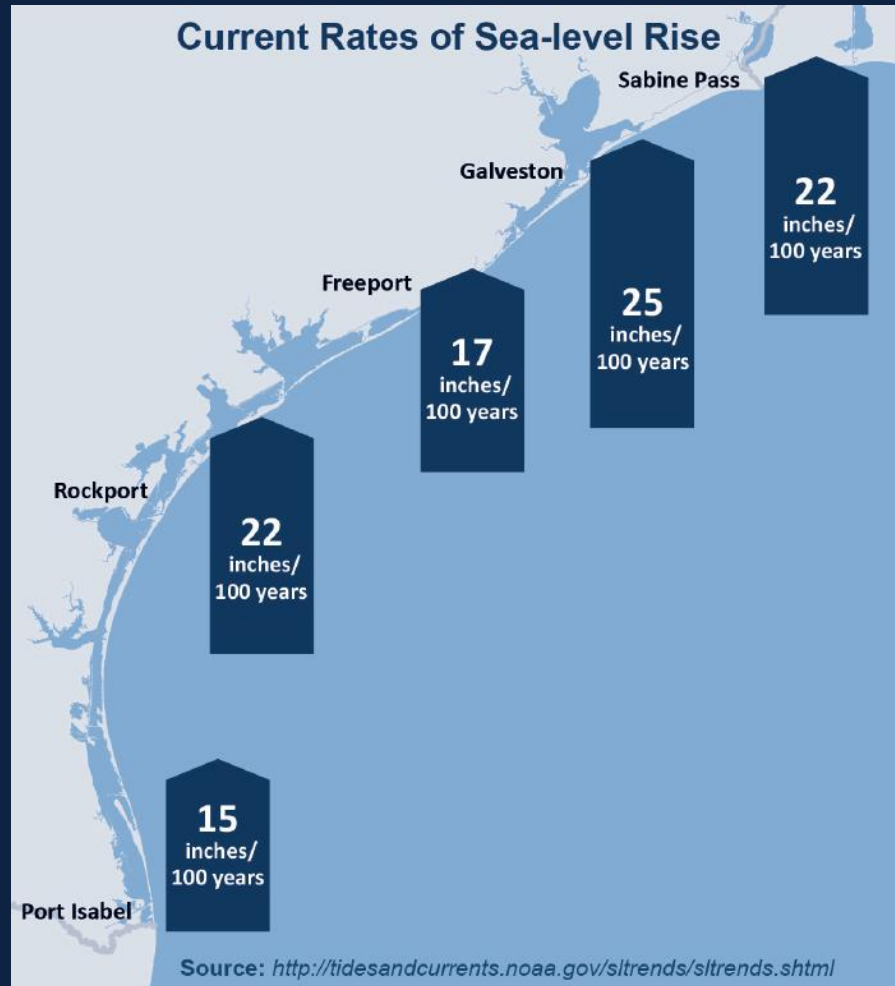 Current Rates of Sea-level Rise
Sabine Pass
22
inches/
100 years
Galveston
25
inches/
100 years
Freeport
17
inches/
100 years
Rockport
22
inches/
100 years
15
inches/
100 years
Port Isabel
Source: http://tidesandcurrents.noaa.gov/sltrends/sltrends.shtml